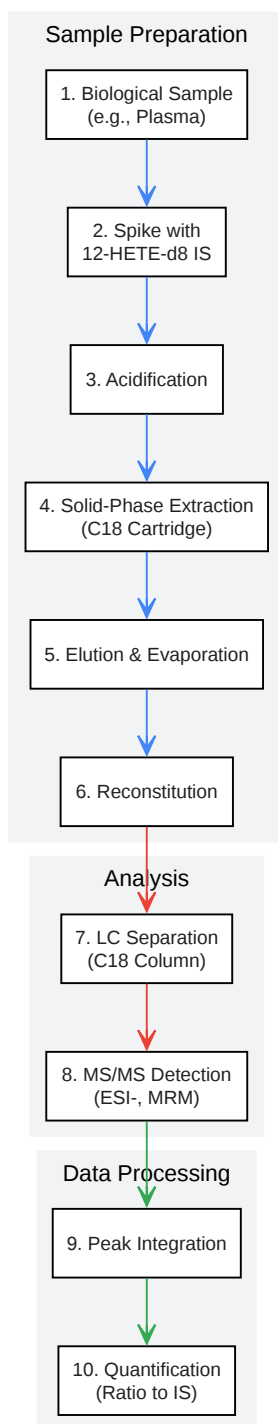 Sample Preparation
1. Biological Sample
(e.g., Plasma)
2. Spike with
12-HETE-d8 IS
3. Acidification
4. Solid-Phase Extraction
(C18 Cartridge)
5. Elution & Evaporation
6. Reconstitution
Analysis
7. LC Separation
(C18 Column)
8. MS/MS Detection
(ESI-, MRM)
Data Processing
9. Peak Integration
10. Quantification
(Ratio to IS)